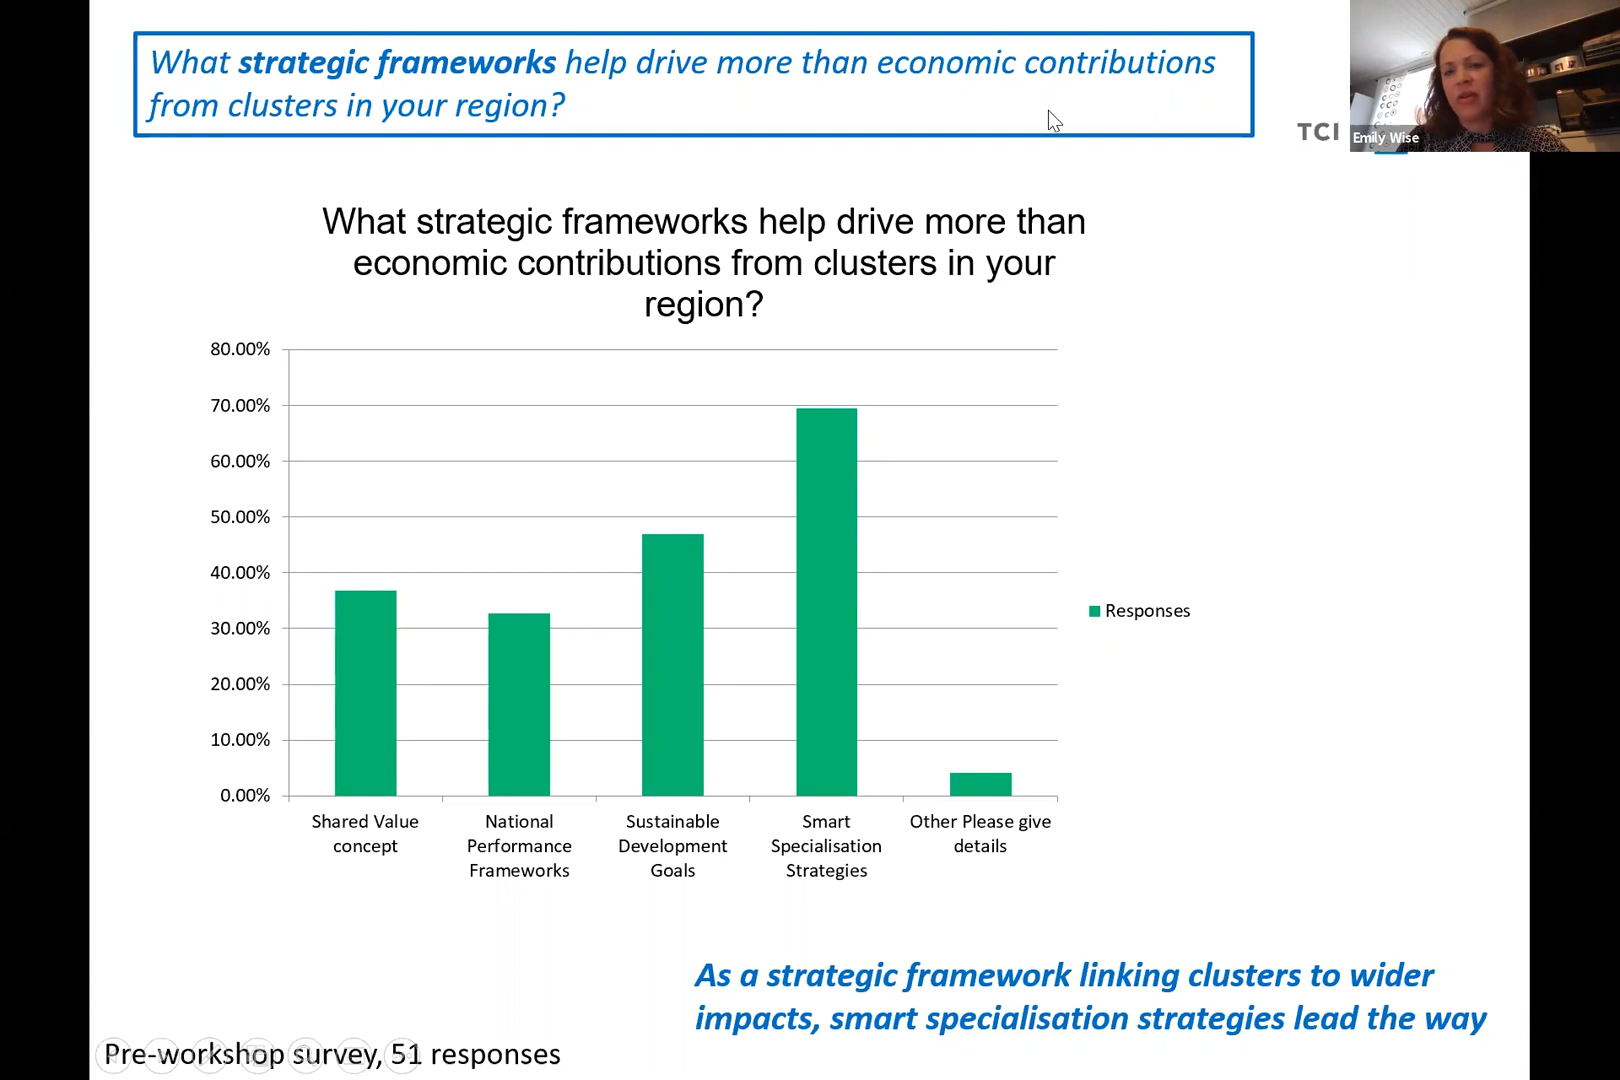 What strategic frameworks help drive more than economic contributions
from clusters in your region?
TCI
Emily Wise
What strategic frameworks help drive more than
economic contributions from clusters in your
region?
80.00%
70.00%
60.00%
50.00%
40.00%
30.00%
20.00%
10.00%
0.00%
Responses
Shared Value
concept
National
Performance
Frameworks
Sustainable
Development
Goals
Smart
Specialisation
Strategies
Other Please give
details
As a strategic framework linking clusters to wider
impacts, smart specialisation strategies lead the way
Pre-workshop survey, 51 responses